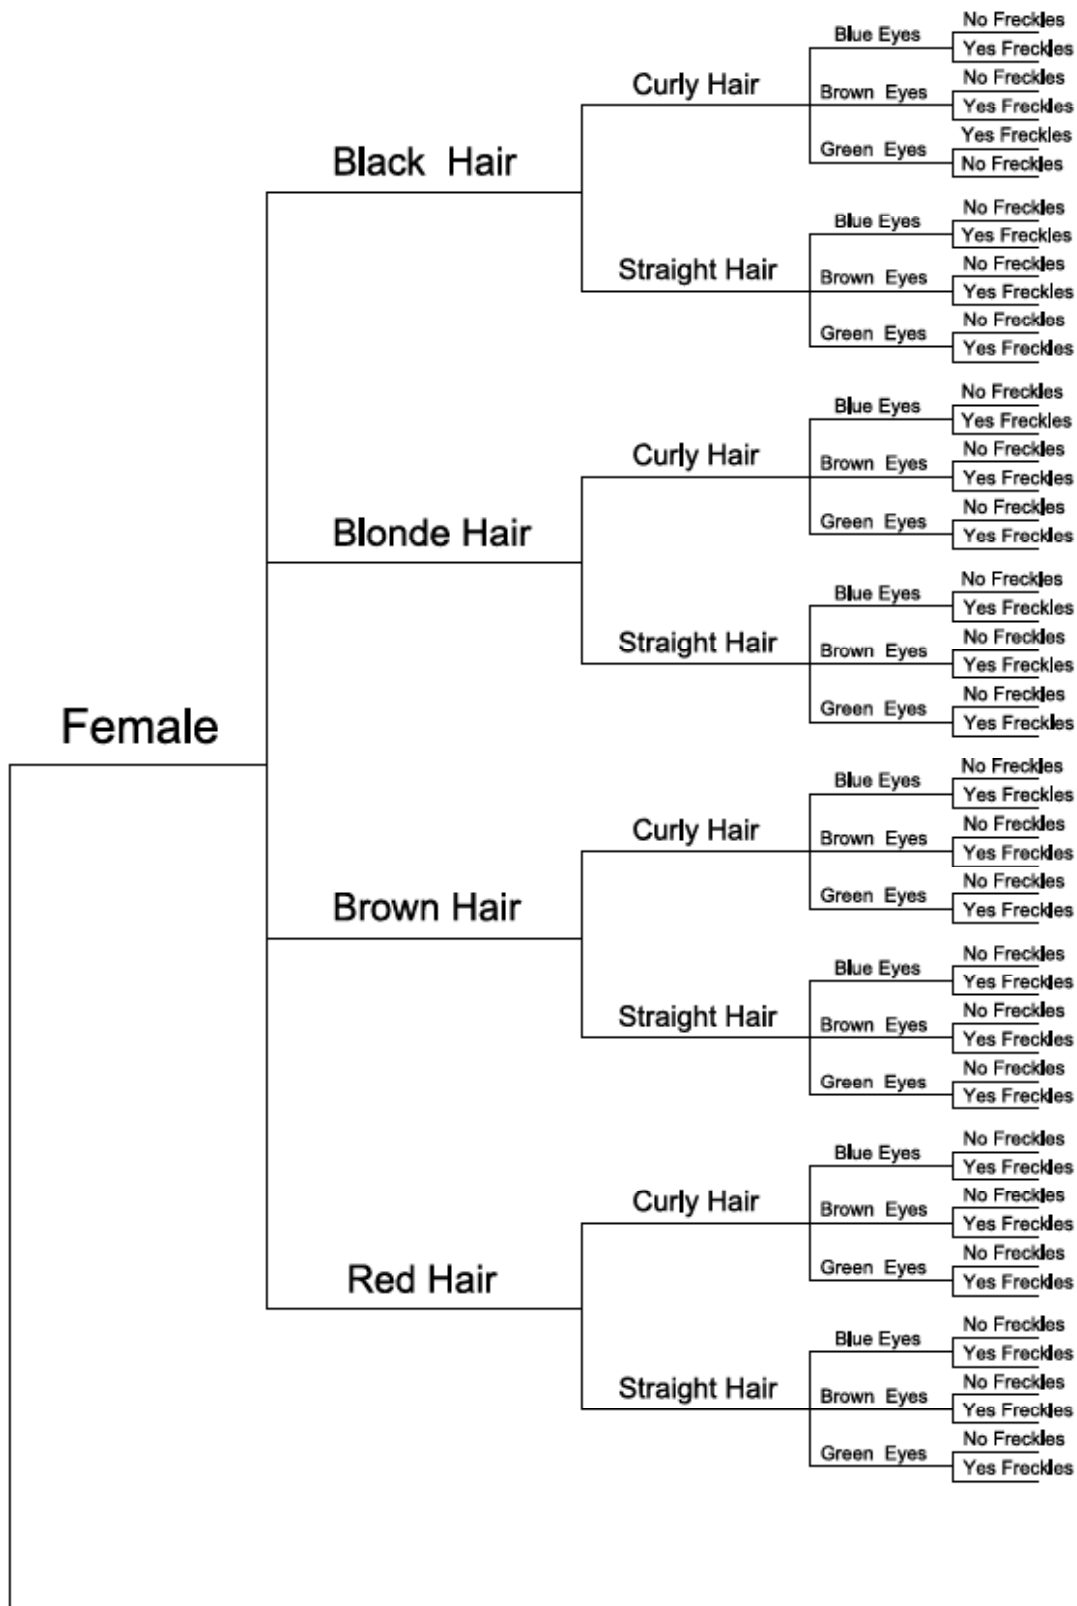 No Freckles
Blue Eyes
Yes Freckles
No Freckles
Curly Hair
Brown Eyes
Yes Freckles
Yes Freckles
Green Eyes
Black Hair
No Freckles
No Freckles
Blue Eyes
Yes Freckles
No Freckles
Straight Hair
Brown Eyes
Yes Freckles
No Freckles
Green Eyes
Yes Freckles
No Freckles
Blue Eyes
Yes Freckles
No Freckles
Curly Hair
Brown Eyes
Yes Freckles
No Freckles
Green Eyes
Blonde Hair
Yes Freckles
No Freckles
Blue Eyes
Yes Freckles
No Freckles
Straight Hair
Brown Eyes
Yes Freckles
No Freckles
Green Eyes
Yes Freckles
Female
No Freckles
Blue Eyes
Yes Freckles
No Freckles
Curly Hair
Brown Eyes
Yes Freckles
No Freckles
Green Eyes
Brown Hair
Yes Freckles
No Freckles
Blue Eyes
Yes Freckles
No Freckles
Straight Hair
Brown Eyes
Yes Freckles
No Freckles
Green Eyes
Yes Freckles
No Freckles
Blue Eyes
Yes Freckles
No Freckles
Curly Hair
Brown Eyes
Yes Freckles
No Freckles
Green Eyes
Red Hair
Yes Freckles
No Freckles
Blue Eyes
Yes Freckles
No Freckles
Straight Hair
Brown Eyes
Yes Freckles
No Freckles
Green Eyes
Yes Freckles